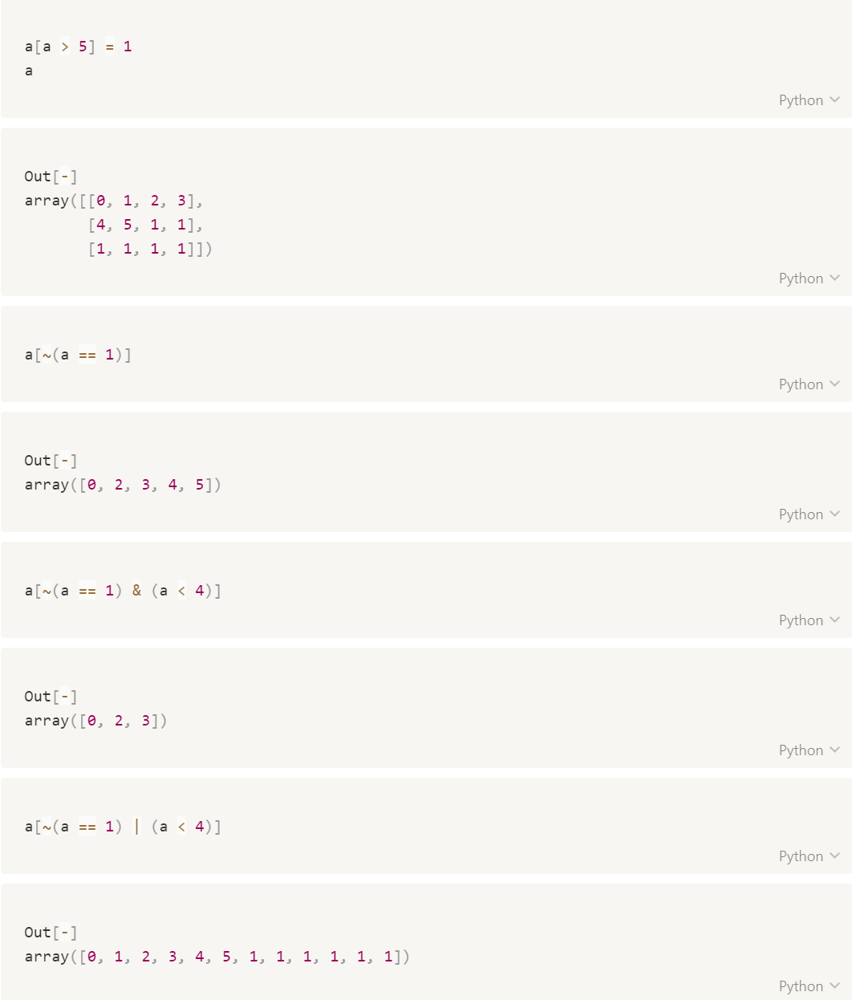 a[a > 5] = 1
a
Python
Out[-]
array([[0, 1, 2, 3],
       [4, 5, 1, 1],
       [1, 1, 1, 1]])
Python
a[~(a == 1)]
Python
Out[-]
array([0, 2, 3, 4, 5])
Python
a[~(a == 1) & (a < 4)]
Python
Out[-]
array([0, 2, 3])
Python
a[~(a == 1) | (a < 4)]
Python
Out[-]
array([0, 1, 2, 3, 4, 5, 1, 1, 1, 1, 1, 1])
Python